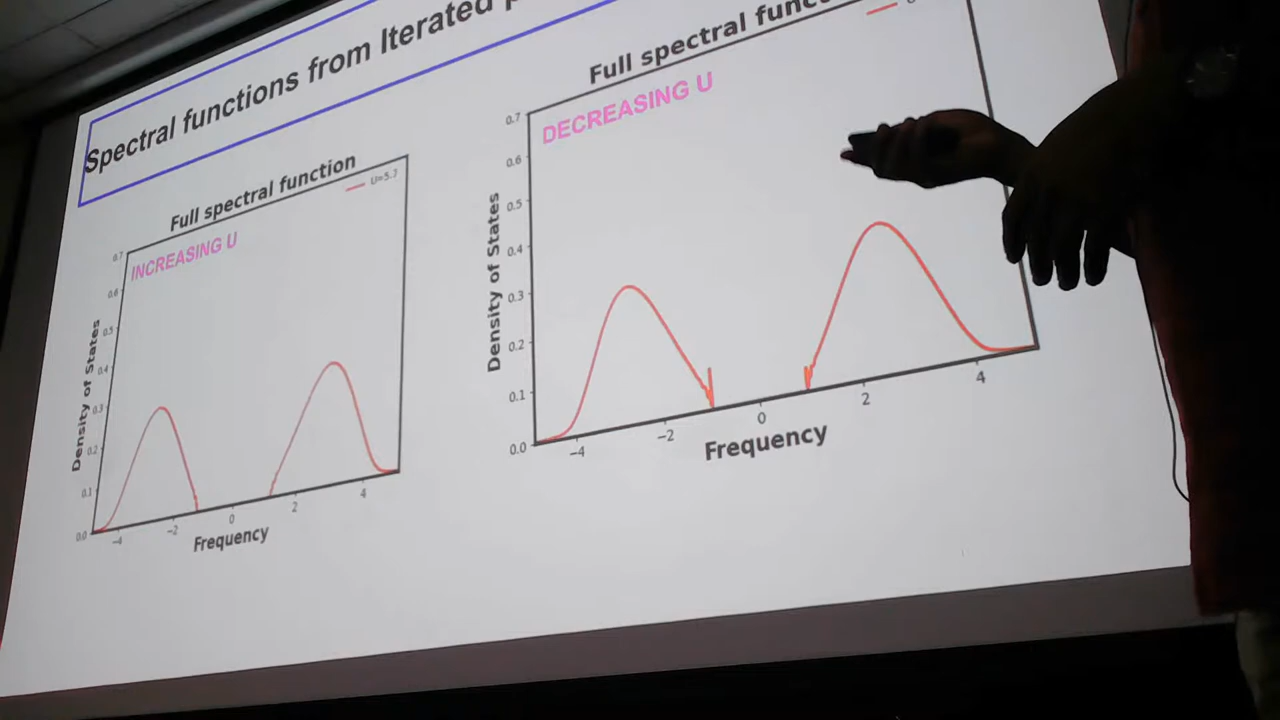 Spectral functions from Iterated
Full spectral function
U=5.7
INCREASING U
0.7
0.6
0.5
0.4
0.3
0.2
0.1
0.0
Density of States
−4
−2
0
2
4
Frequency
Full spectral
DECREASING U
0.7
0.6
0.5
0.4
0.3
0.2
0.1
0.0
Density of States
−4
−2
0
2
4
Frequency